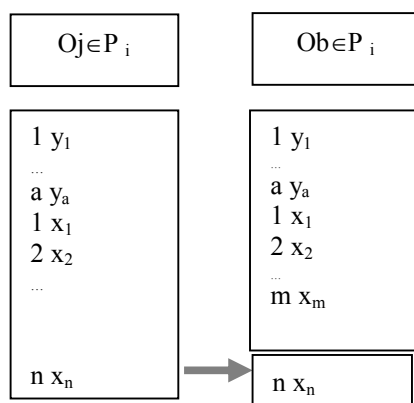 Oj∈P i
1 y1
...
a ya
1 x1
2 x2
...
n xn
Ob∈P i
1 y1
...
a ya
1 x1
2 x2
...
m xm
n xn